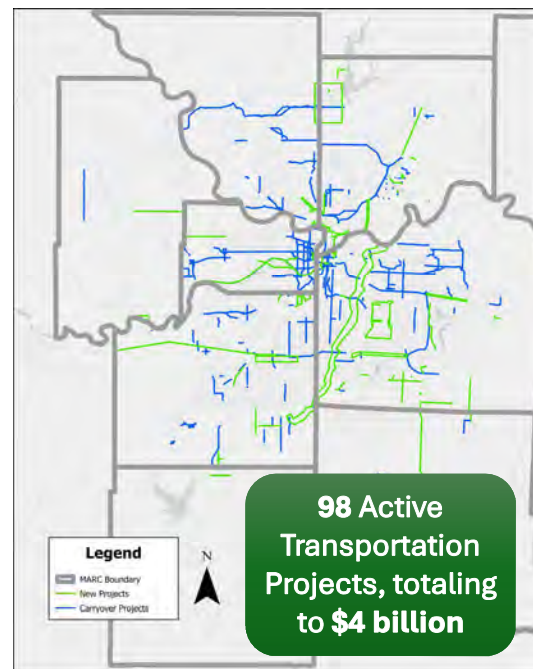 Legend
MARC Boundary
New Projects
Carryover Projects
N
98 Active
Transportation
Projects, totaling
to $4 billion